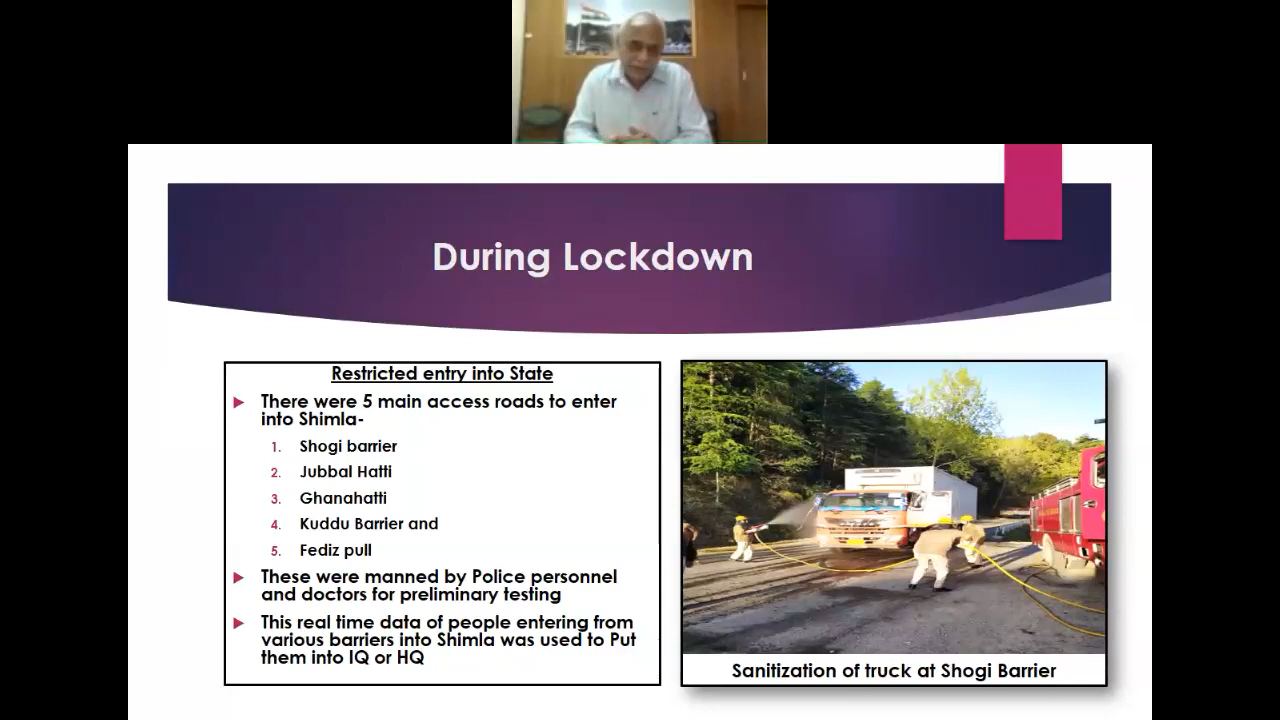 During Lockdown
Restricted entry into State
There were 5 main access roads to enter
into Shimla-
1. Shogi barrier
2. Jubbal Hatti
3. Ghanahatti
4. Kuddu Barrier and
5. Fediz pull
These were manned by Police personnel
and doctors for preliminary testing
This real time data of people entering from
various barriers into Shimla was used to Put
them into IQ or HQ
Sanitization of truck at Shogi Barrier